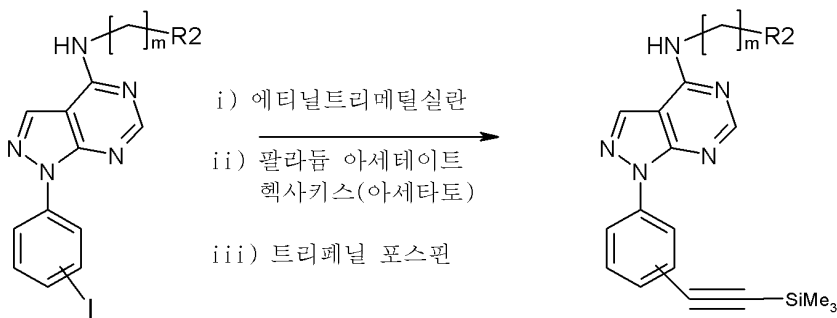 HN
m
R2
N
N
N
N
I
i) 에티닐트리메틸실란
ii) 팔라듐 아세테이트
헥사키스(아세타토)
iii) 트리페닐 포스핀
HN
m
R2
N
N
N
N
SiMe3